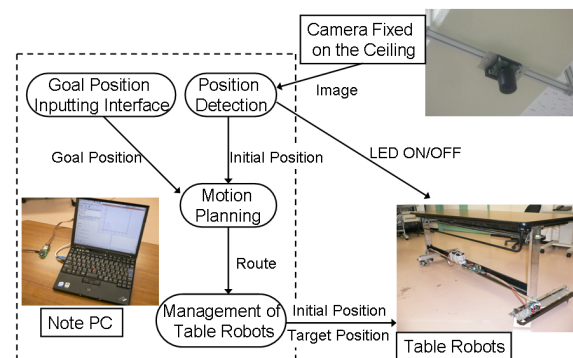 Camera Fixed
on the Ceiling
Goal Position
Inputting Interface
Position
Detection
Image
Goal Position
Initial Position
LED ON/OFF
Motion
Planning
Route
Note PC
Management of
Table Robots
Initial Position
Target Position
Table Robots